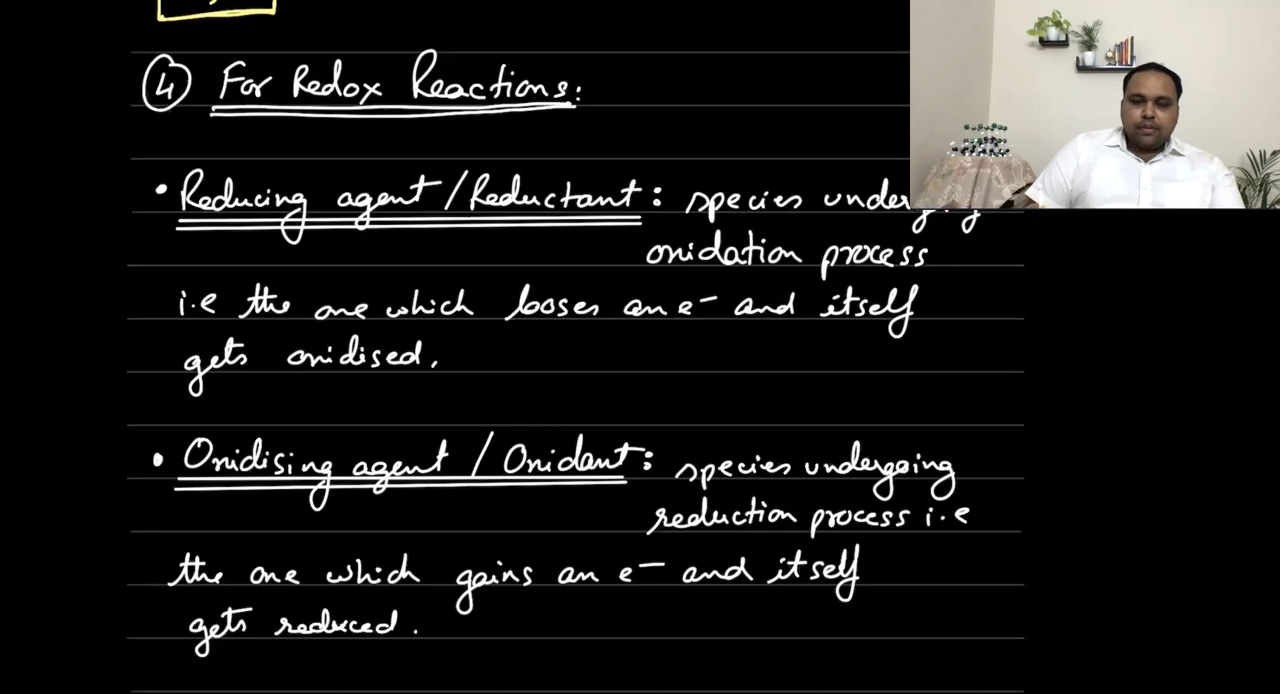 ④ For Redox Reactions:
• Reducing agent / Reductant: species undergoing
oxidation process
i.e the one which looses an e⁻ and itself
gets oxidised.
• Oxidising agent / Oxidant: species undergoing
reduction process i.e
the one which gains an e⁻ and itself
gets reduced.